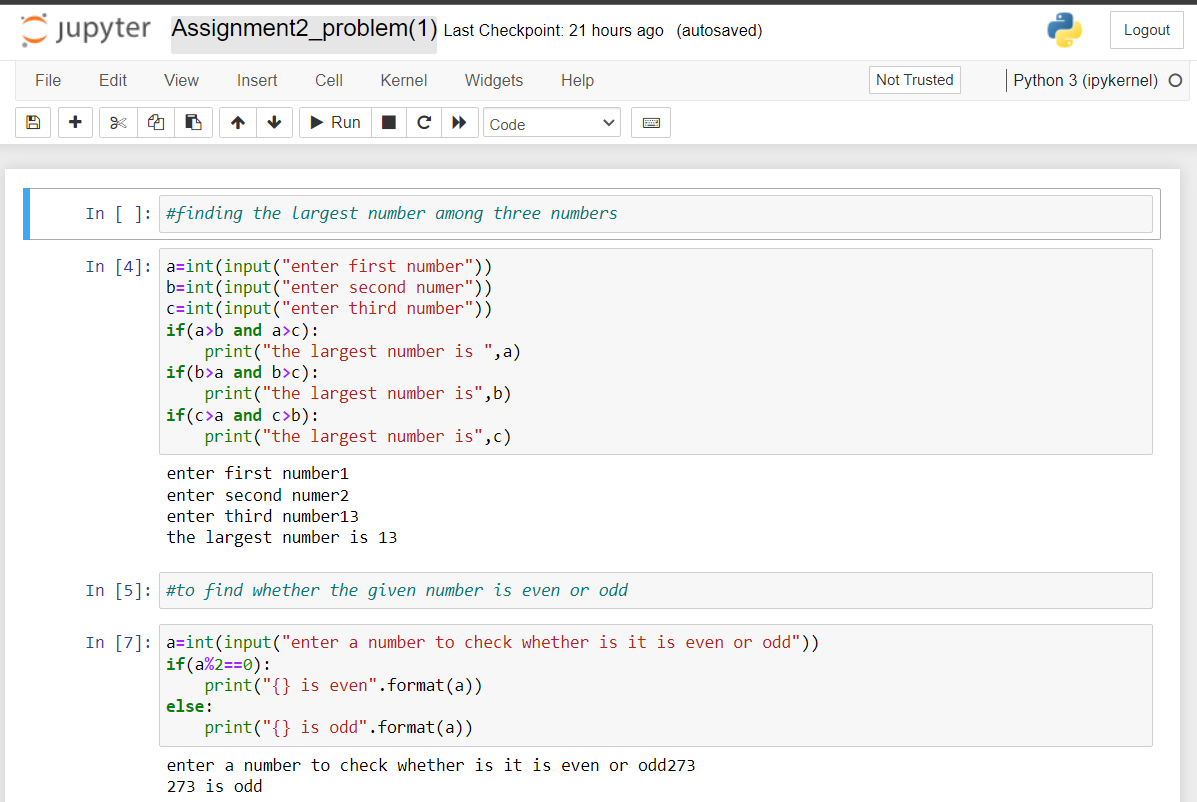 jupyter Assignment2_problem(1) Last Checkpoint: 21 hours ago (autosaved) Logout
File Edit View Insert Cell Kernel Widgets Help Not Trusted Python 3 (ipykernel)
Run Code
In [ ]: #finding the largest number among three numbers
In [4]: a=int(input("enter first number"))
b=int(input("enter second numer"))
c=int(input("enter third number"))
if(a>b and a>c):
    print("the largest number is ",a)
if(b>a and b>c):
    print("the largest number is",b)
if(c>a and c>b):
    print("the largest number is",c)
enter first number1
enter second numer2
enter third number13
the largest number is 13
In [5]: #to find whether the given number is even or odd
In [7]: a=int(input("enter a number to check whether is it is even or odd"))
if(a%2==0):
    print("{} is even".format(a))
else:
    print("{} is odd".format(a))
enter a number to check whether is it is even or odd273
273 is odd